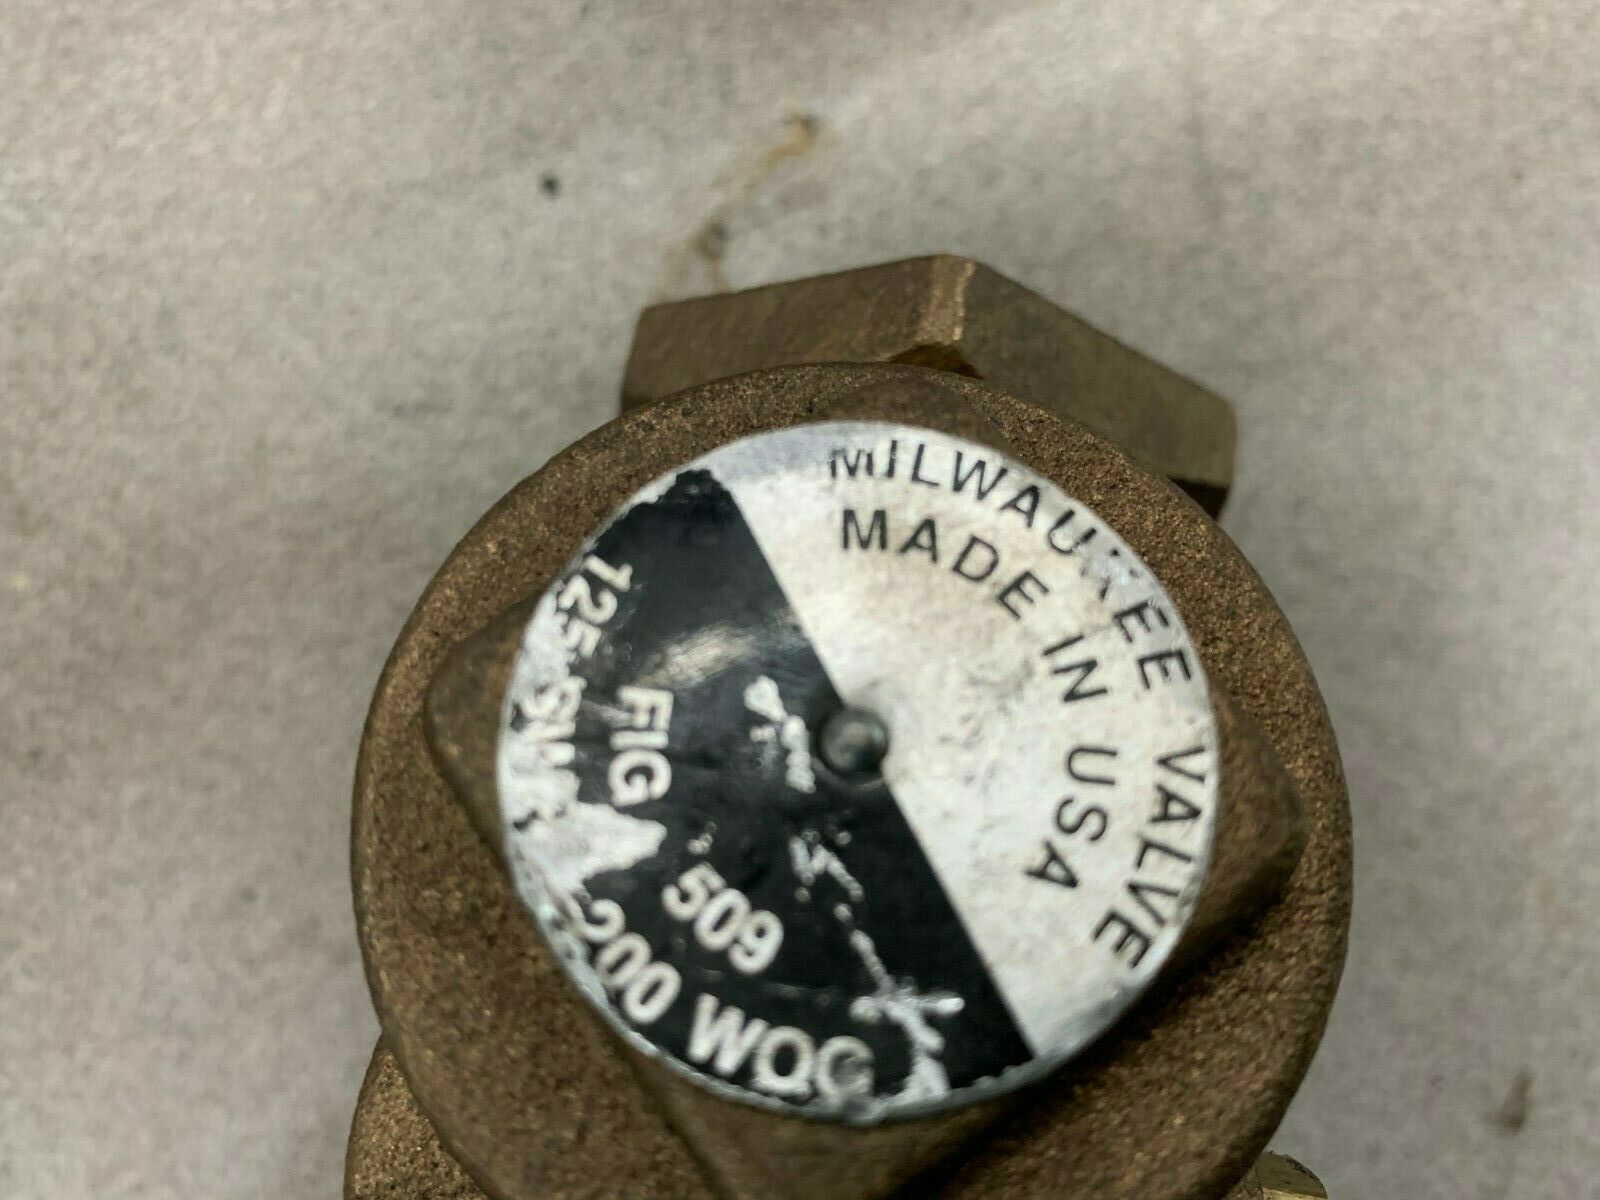 MILWAUKEE VALVE
MADE IN USA
FIG 509
125
200 WOG